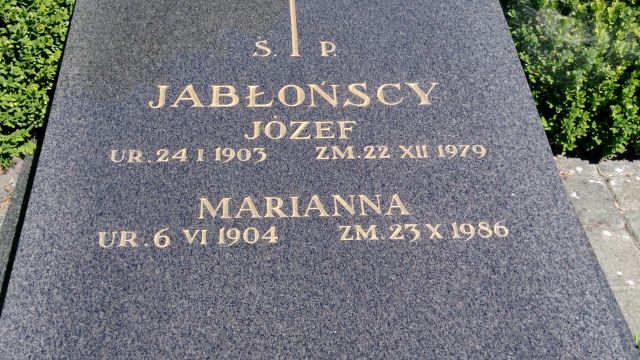 Ś. P.
JABŁOŃSCY
JÓZEF
UR. 24 I 1903 ZM. 22 XII 1979
MARIANNA
UR. 6 VI 1904 ZM. 23 X 1986